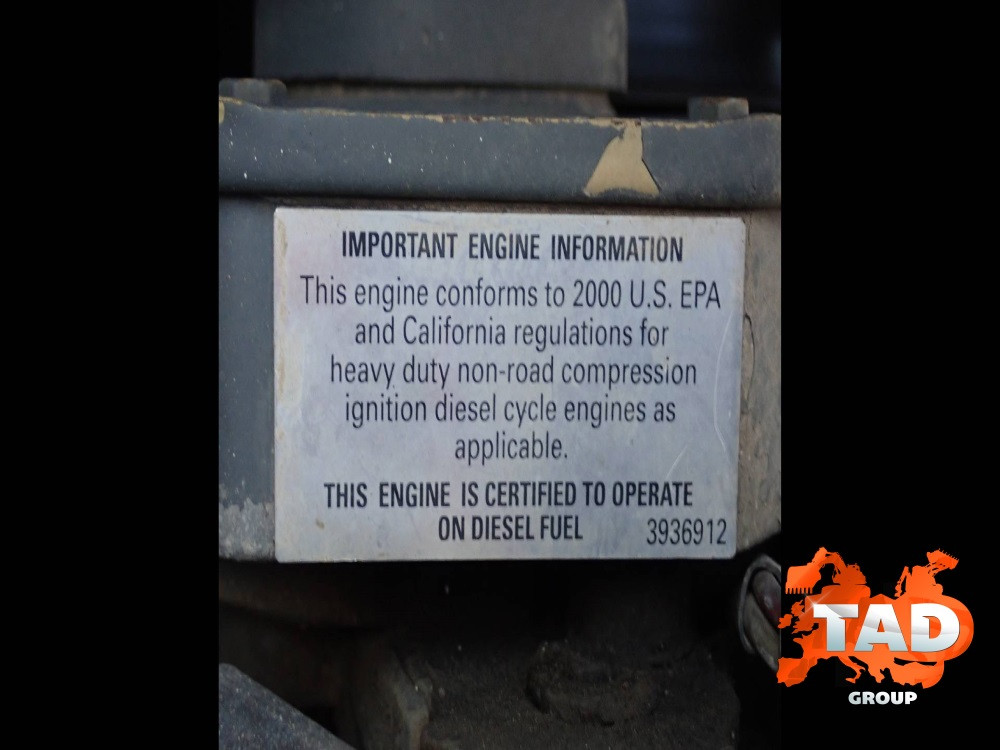 IMPORTANT ENGINE INFORMATION
This engine conforms to 2000 U.S. EPA
and California regulations for
heavy duty non-road compression
ignition diesel cycle engines as
applicable.
THIS ENGINE IS CERTIFIED TO OPERATE
ON DIESEL FUEL 3936912
TAD
GROUP